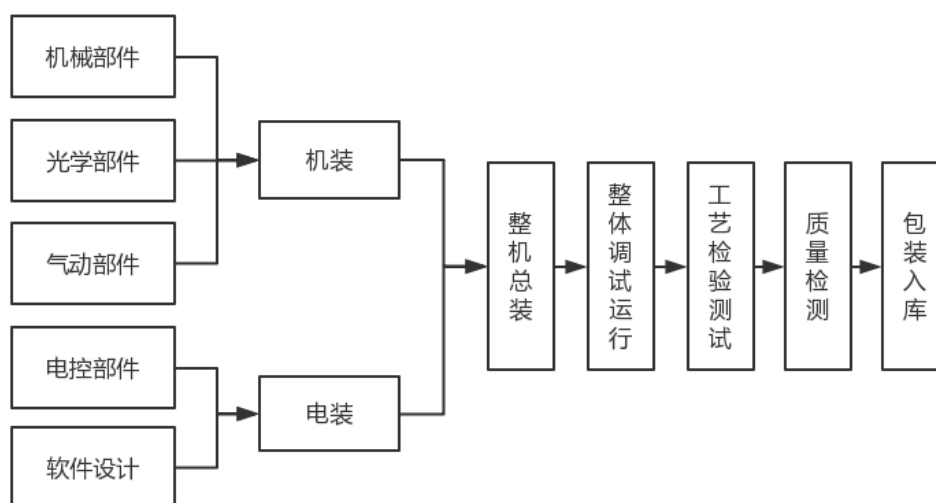 机械部件
光学部件
气动部件
电控部件
软件设计
机装
电装
整机总装
整体调试运行
工艺检验测试
质量检测
包装入库